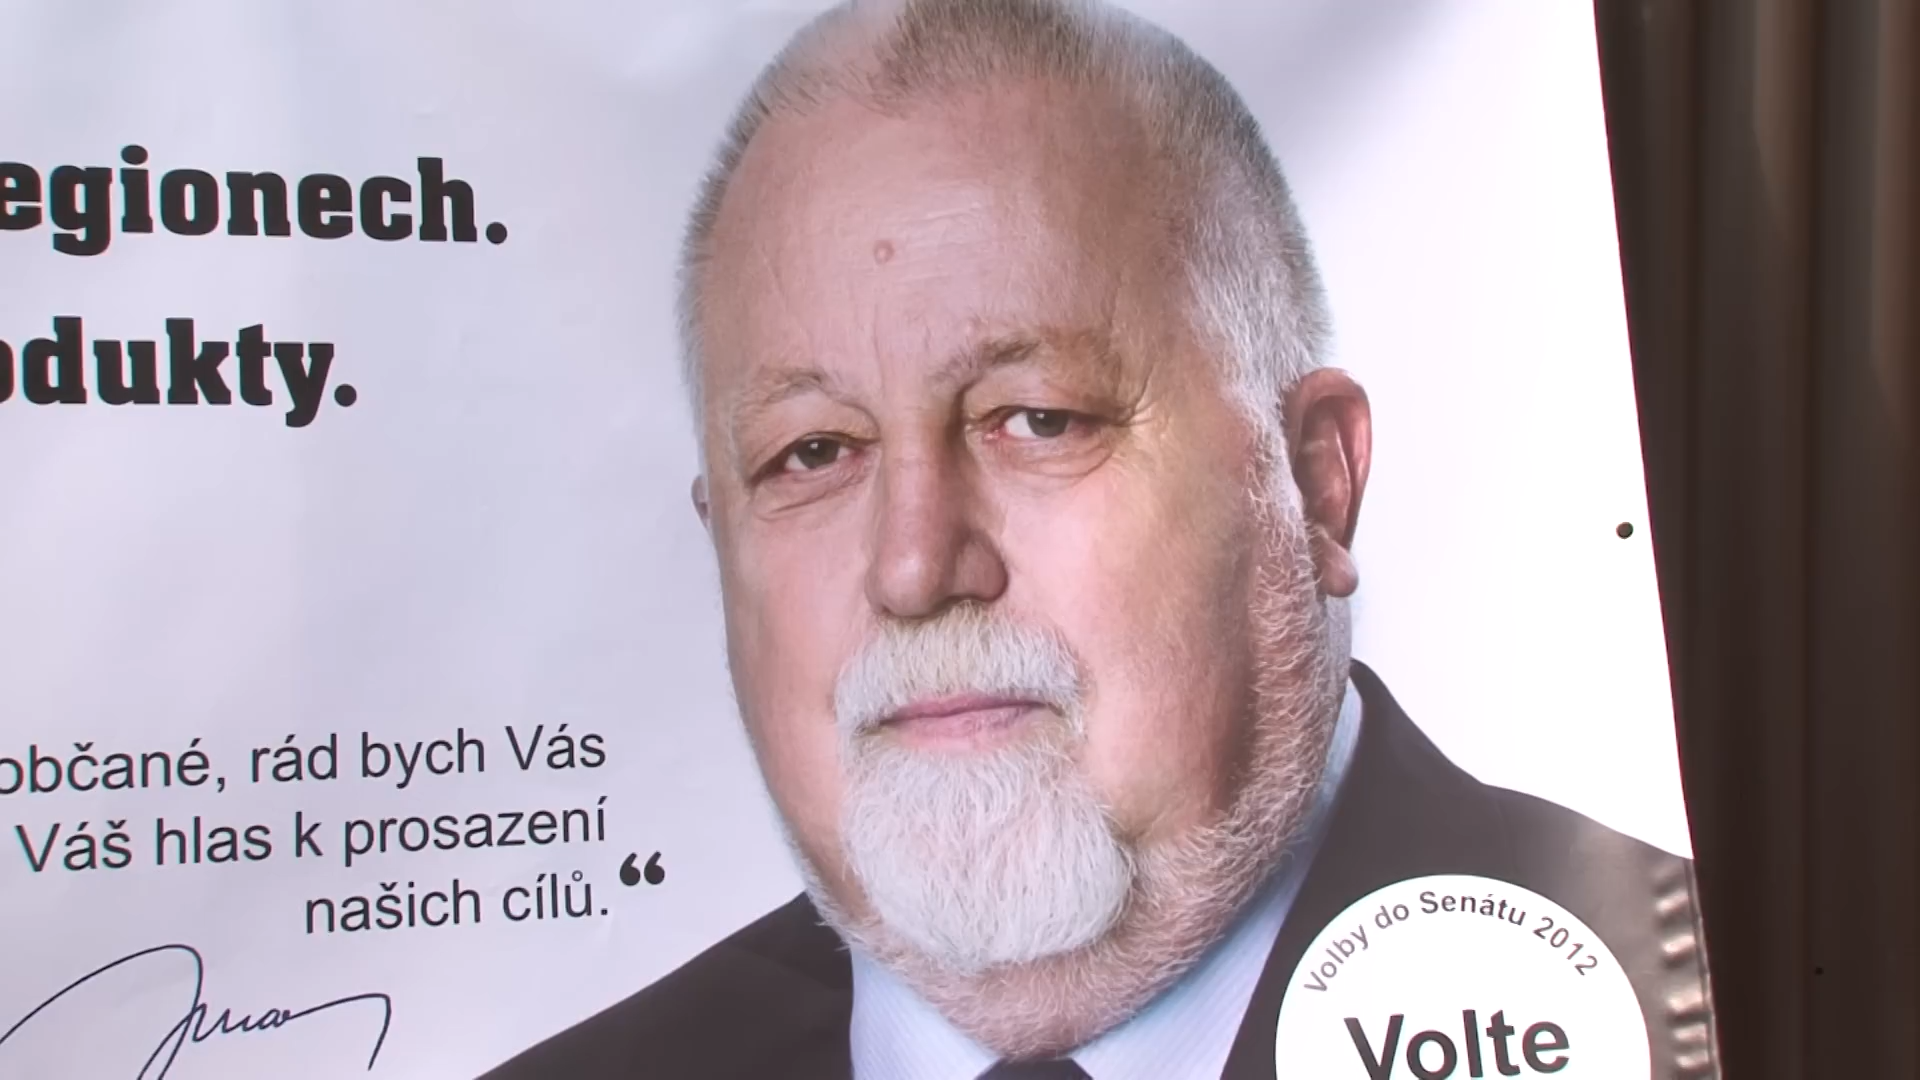 egionech.
odukty.
občané, rád bych Vás
Váš hlas k prosazení
našich cílů.“
Volby do Senátu 2012
Volte